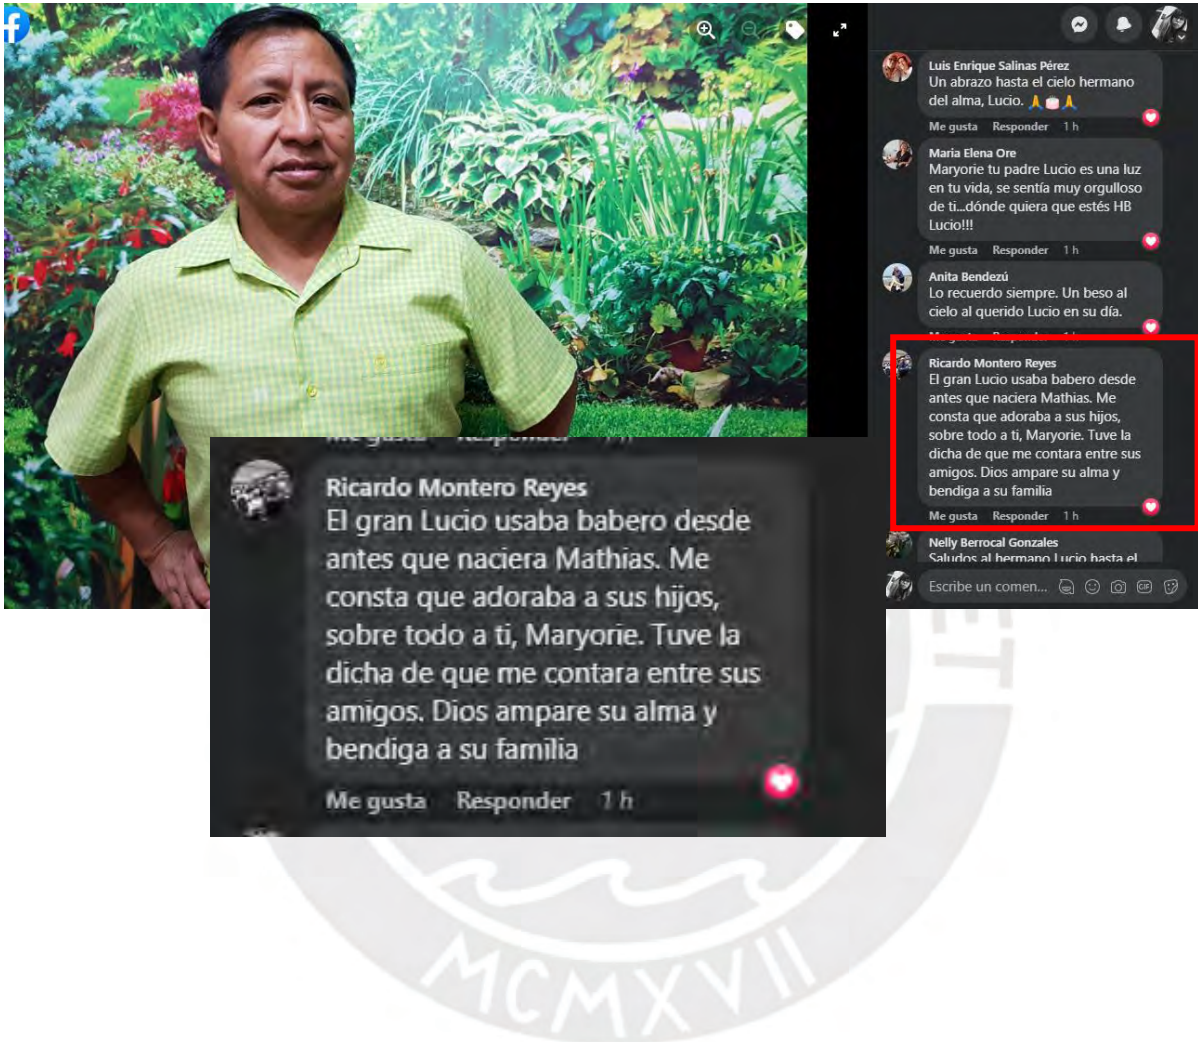 f
Luis Enrique Salinas Pérez
Un abrazo hasta el cielo hermano
del alma, Lucio. 🙏🎂🙏
Me gusta Responder 1 h
Maria Elena Ore
Maryorie tu padre Lucio es una luz
en tu vida, se sentía muy orgulloso
de ti...dónde quiera que estés HB
Lucio!!!
Me gusta Responder 1 h
Anita Bendezú
Lo recuerdo siempre. Un beso al
cielo al querido Lucio en su día.
Ricardo Montero Reyes
El gran Lucio usaba babero desde
antes que naciera Mathias. Me
consta que adoraba a sus hijos,
sobre todo a ti, Maryorie. Tuve la
dicha de que me contara entre sus
amigos. Dios ampare su alma y
bendiga a su familia
Me gusta Responder 1 h
Nelly Berrocal Gonzales
Saludos al hermano Lucio hasta el
Escribe un comen... GIF
Ricardo Montero Reyes
El gran Lucio usaba babero desde
antes que naciera Mathias. Me
consta que adoraba a sus hijos,
sobre todo a ti, Maryorie. Tuve la
dicha de que me contara entre sus
amigos. Dios ampare su alma y
bendiga a su familia
Me gusta Responder 1 h
ET
MCMXVII